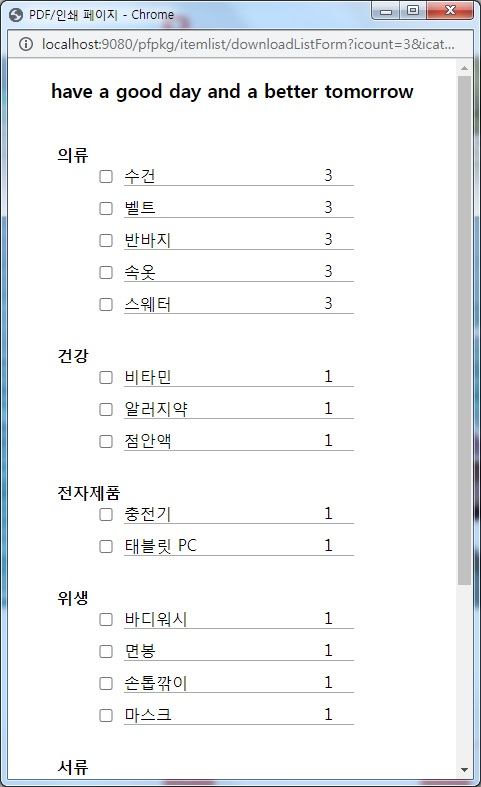 PDF/인쇄 페이지 - Chrome
localhost:9080/pfpkg/itemlist/downloadListForm?icount=3&icat...
have a good day and a better tomorrow
의류
수건 3
벨트 3
반바지 3
속옷 3
스웨터 3
건강
비타민 1
알러지약 1
점안액 1
전자제품
충전기 1
태블릿 PC 1
위생
바디워시 1
면봉 1
손톱깎이 1
마스크 1
서류